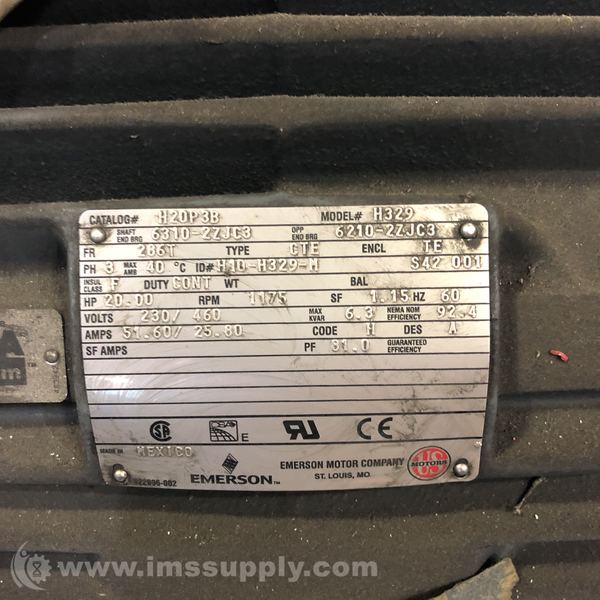 CATALOG# H20P3B MODEL# H329
SHAFT END BRG 6310-2ZJC3 OPP END BRG 6210-2ZJC3
FR 286T TYPE CTE ENCL TE
PH 3 MAX AMB 40 °C ID# H10-H329-M S42 001
INSUL CLASS F DUTY CONT WT BAL
HP 20.00 RPM 1175 SF 1.15 HZ 60
VOLTS 230/ 460 MAX KVAR 6.3 NEMA NOM EFFICIENCY 92.4
AMPS 51.60/ 25.80 CODE H DES A
SF AMPS PF 81.0 GUARANTEED EFFICIENCY
E CE
MADE IN MEXICO
EMERSON
EMERSON MOTOR COMPANY
ST. LOUIS, MO.
US MOTORS
922696-002
© www.imssupply.com